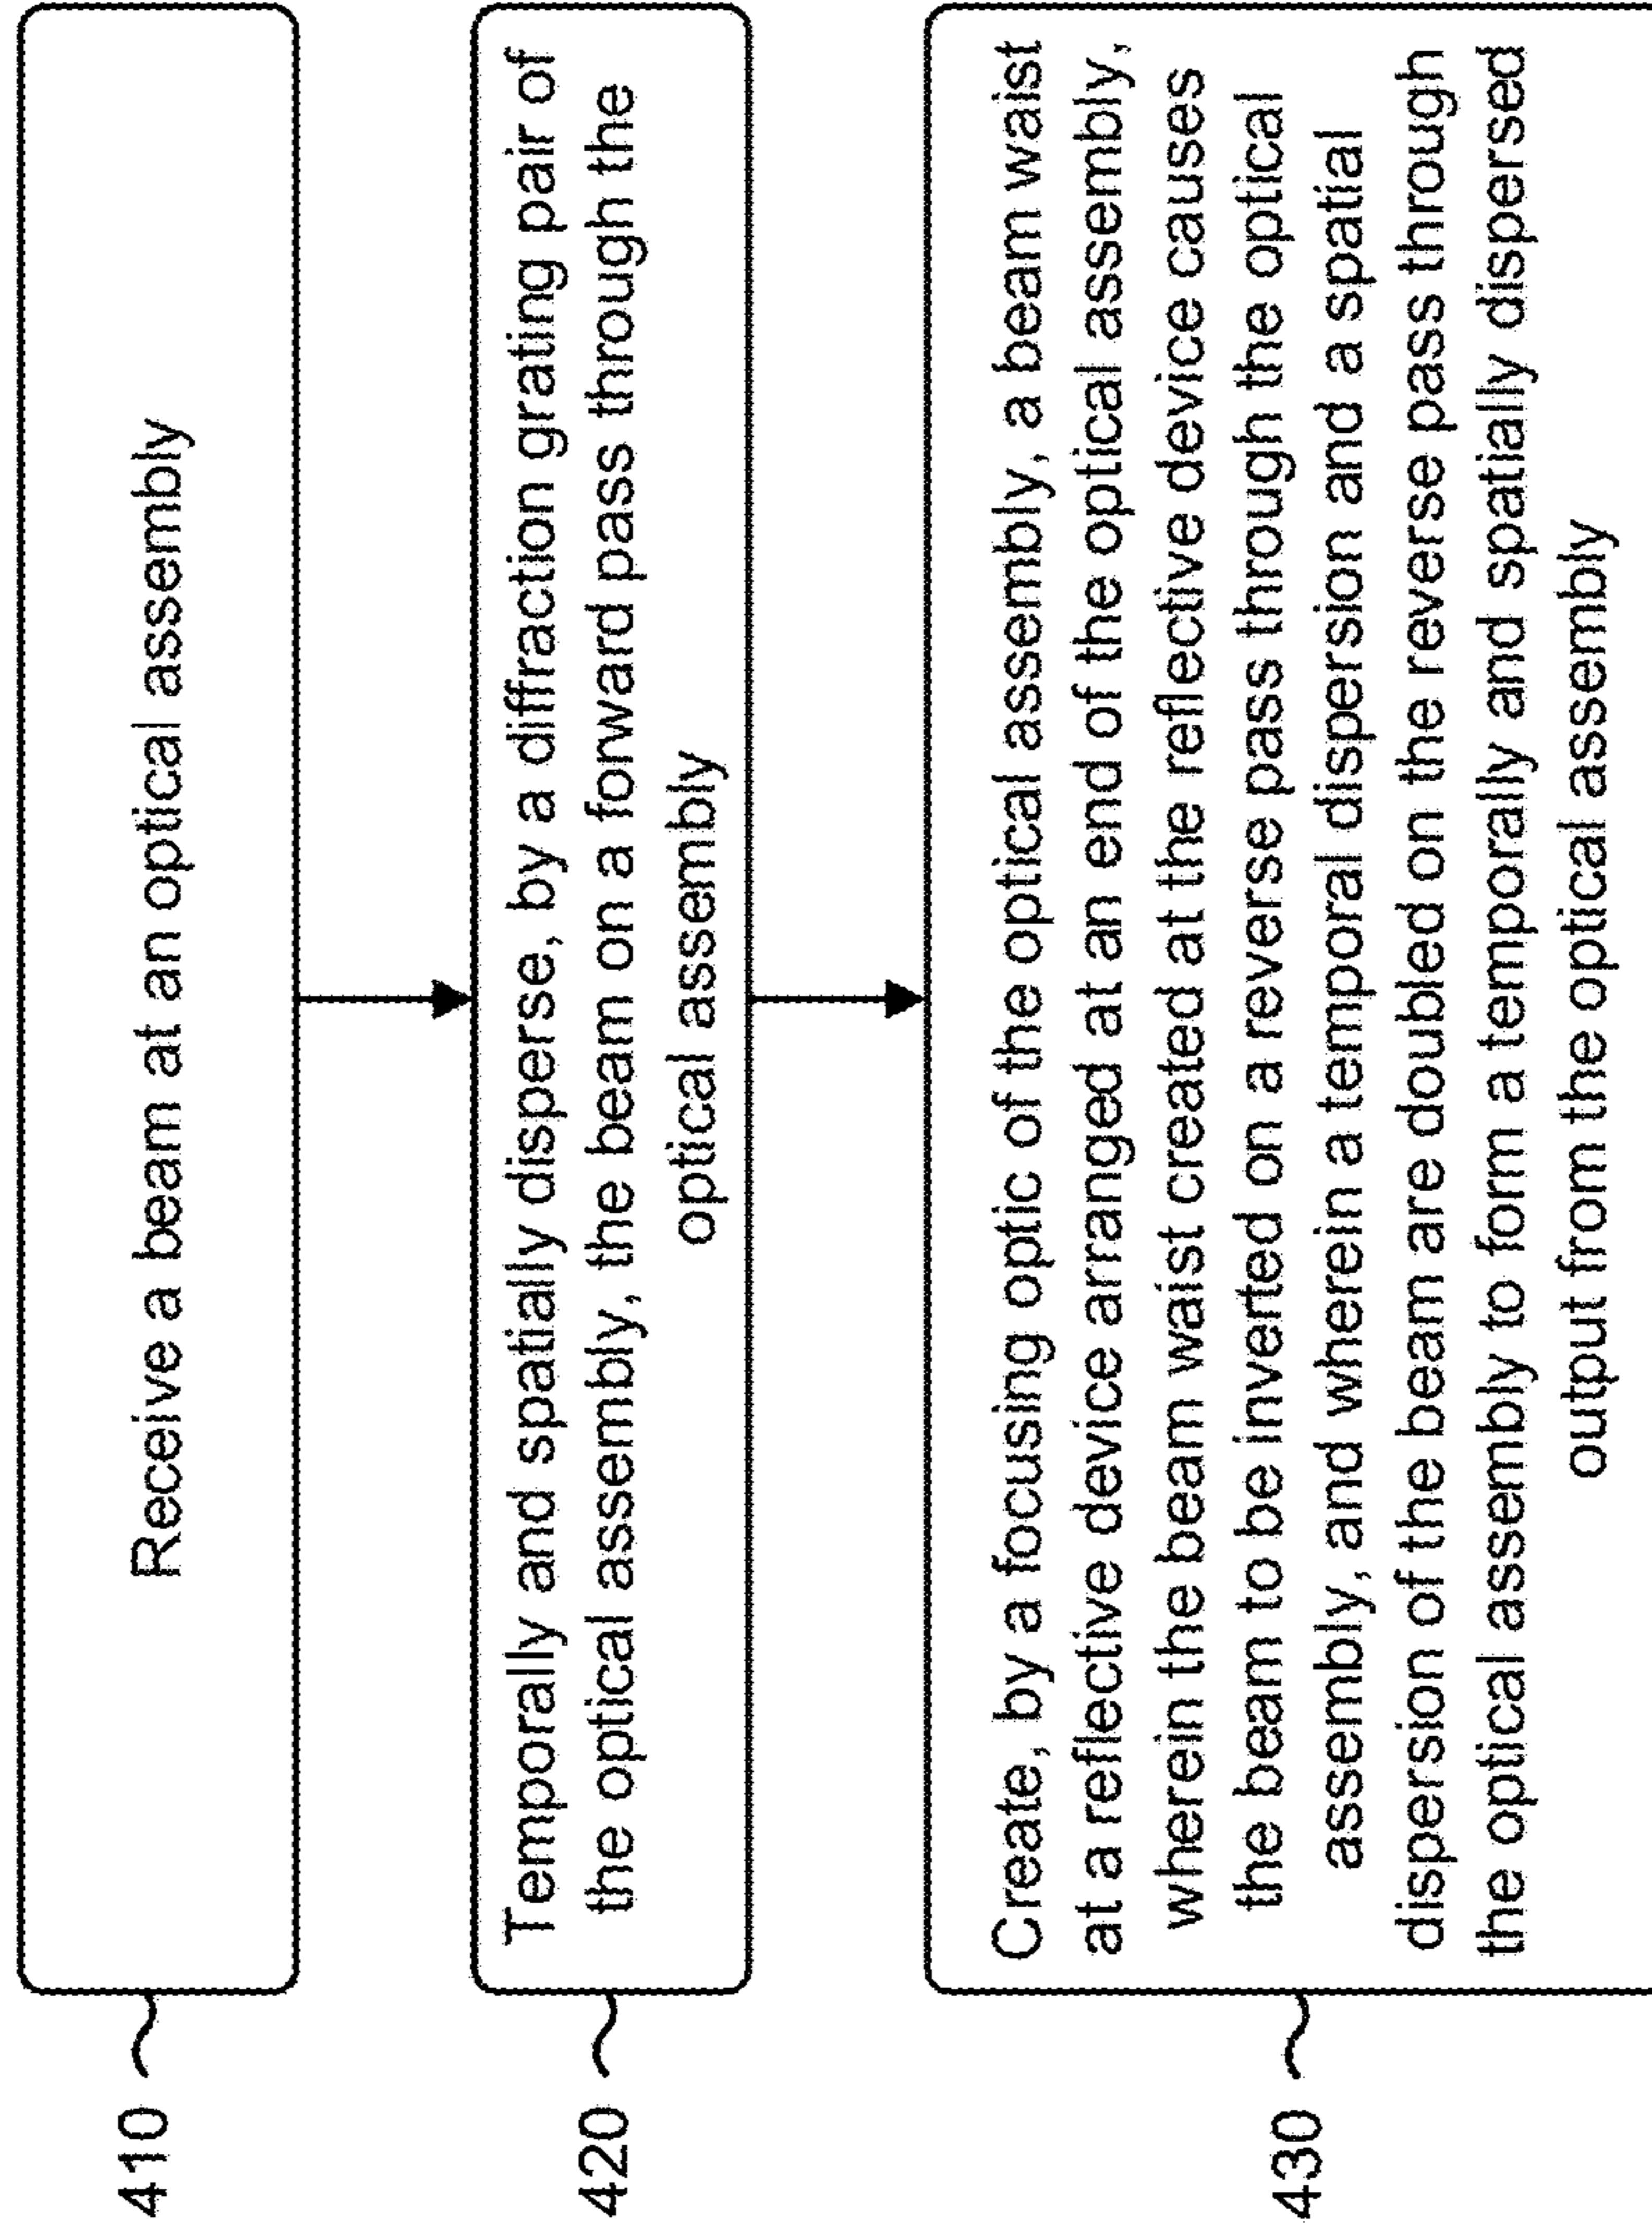 410
Receive a beam at an optical assembly
420
Temporally and spatially disperse, by a diffraction grating pair of
the optical assembly, the beam on a forward pass through the
optical assembly
430
Create, by a focusing optic of the optical assembly, a beam waist
at a reflective device arranged at an end of the optical assembly,
wherein the beam waist created at the reflective device causes
the beam to be inverted on a reverse pass through the optical
assembly, and wherein a temporal dispersion and a spatial
dispersion of the beam are doubled on the reverse pass through
the optical assembly to form a temporally and spatially dispersed
output from the optical assembly